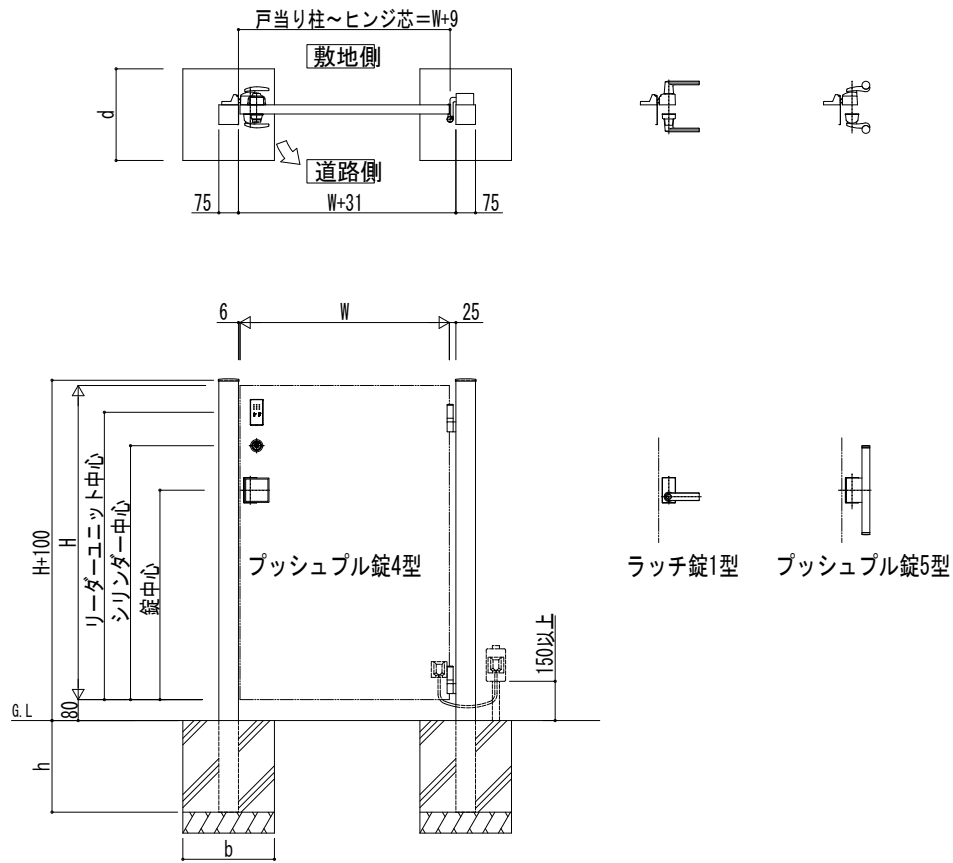 戸当り柱～ヒンジ芯＝W+9
敷地側
d
道路側
75
W+31
75
6
W
25
H+100
H
リーダーユニット中心
シリンダー中心
錠中心
プッシュプル錠4型
ラッチ錠1型
プッシュプル錠5型
150以上
80
G.L
h
b